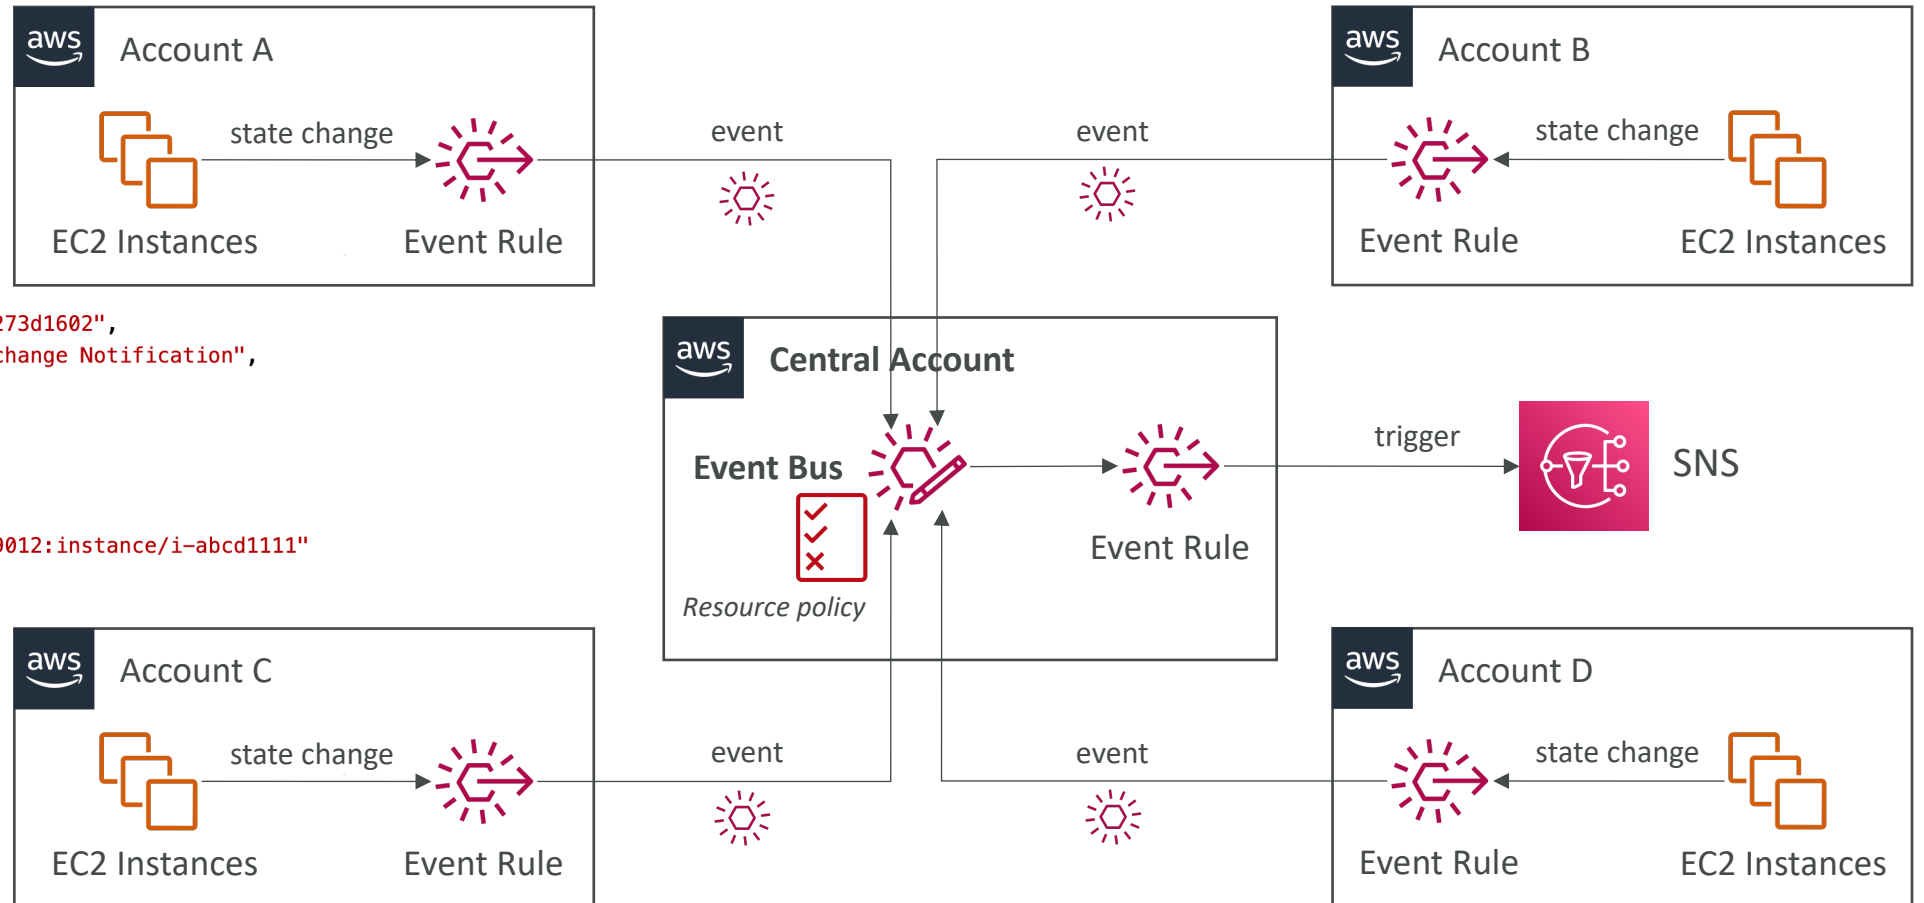 aws
Account A
state change
EC2 Instances
Event Rule
event
event
aws
Account B
state change
Event Rule
EC2 Instances
273d1602",
change Notification",
9012:instance/i-abcd1111"
aws
Central Account
Event Bus
Resource policy
Event Rule
trigger
SNS
aws
Account C
state change
EC2 Instances
Event Rule
event
event
aws
Account D
state change
Event Rule
EC2 Instances